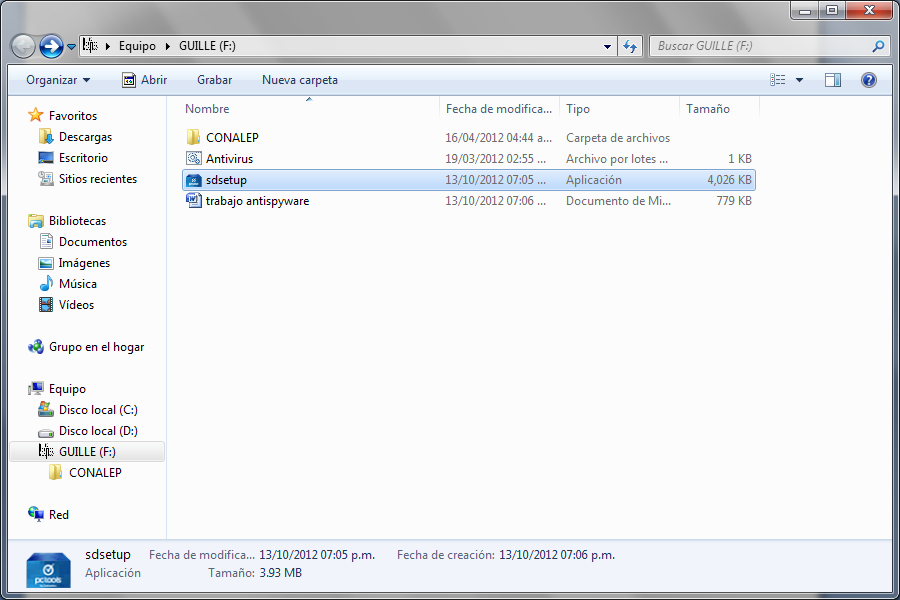 Equipo GUILLE (F:) Buscar GUILLE (F:)
Organizar Abrir Grabar Nueva carpeta
Nombre Fecha de modifica... Tipo Tamaño
CONALEP 16/04/2012 04:44 a... Carpeta de archivos
Antivirus 19/03/2012 02:55 ... Archivo por lotes ... 1 KB
sdsetup 13/10/2012 07:05 ... Aplicación 4,026 KB
trabajo antispyware 13/10/2012 07:06 ... Documento de Mi... 779 KB
Favoritos
Descargas
Escritorio
Sitios recientes
Bibliotecas
Documentos
Imágenes
Música
Vídeos
Grupo en el hogar
Equipo
Disco local (C:)
Disco local (D:)
GUILLE (F:)
CONALEP
Red
sdsetup Fecha de modifica... 13/10/2012 07:05 p.m. Fecha de creación: 13/10/2012 07:06 p.m.
Aplicación Tamaño: 3.93 MB
pctools